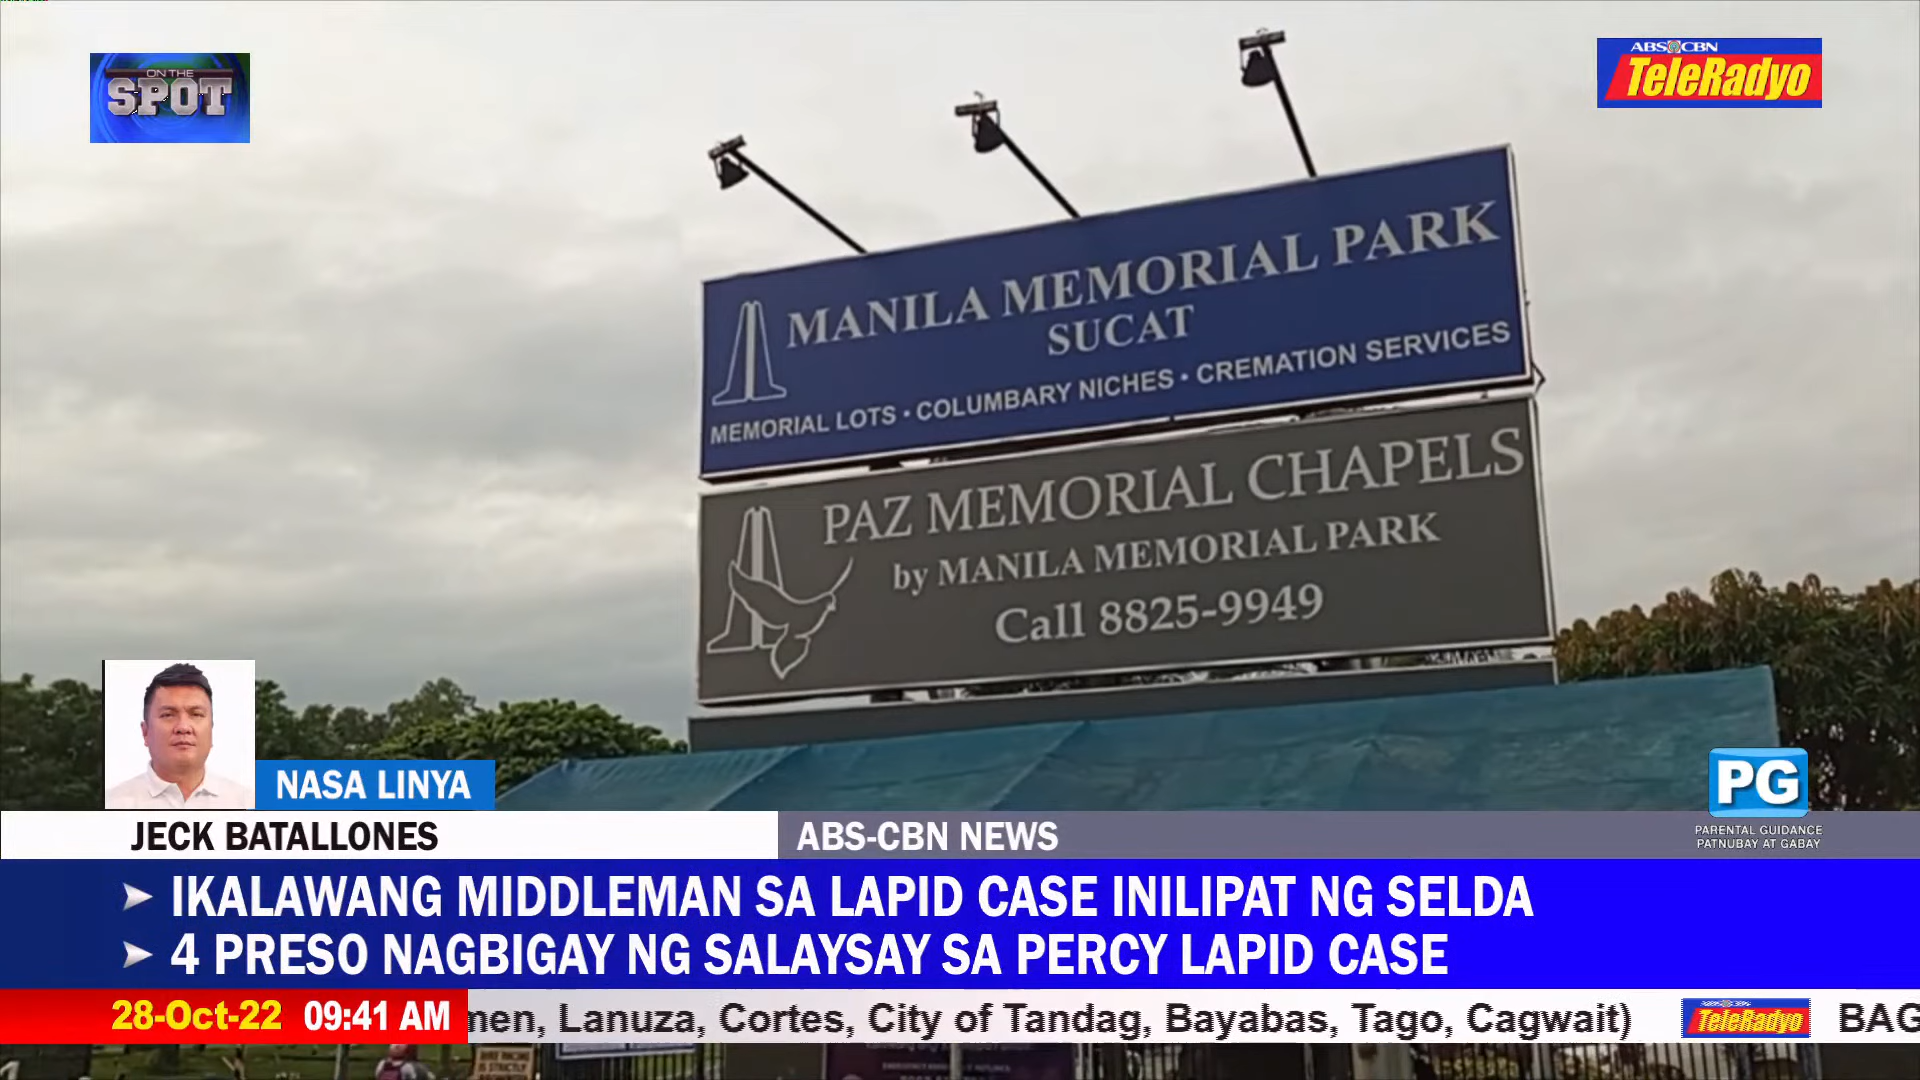 ON THE
SPOT
ABS-CBN
TeleRadyo
MANILA MEMORIAL PARK
SUCAT
MEMORIAL LOTS • COLUMBARY NICHES • CREMATION SERVICES
PAZ MEMORIAL CHAPELS
by MANILA MEMORIAL PARK
Call 8825-9949
NASA LINYA
JECK BATALLONES
ABS-CBN NEWS
PG
PARENTAL GUIDANCE
PATNUBAY AT GABAY
IKALAWANG MIDDLEMAN SA LAPID CASE INILIPAT NG SELDA
4 PRESO NAGBIGAY NG SALAYSAY SA PERCY LAPID CASE
28-Oct-22 09:41 AM men, Lanuza, Cortes, City of Tandag, Bayabas, Tago, Cagwait) ABS-CBN TeleRadyo BAG